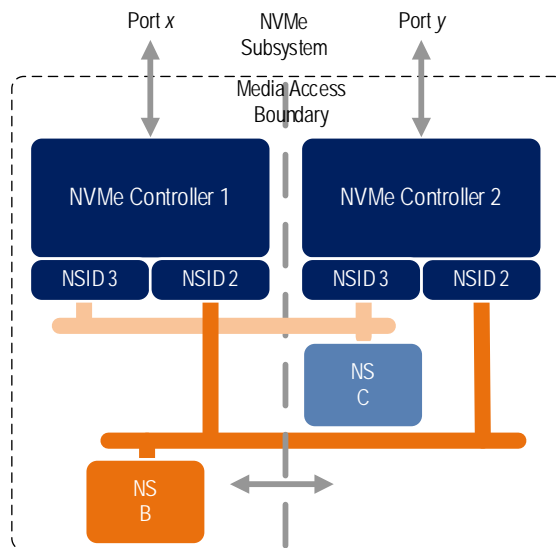 Port x
NVMe
Subsystem
Port y
Media Access
Boundary
NVMe Controller 1
NVMe Controller 2
NSID 3
NSID 2
NSID 3
NSID 2
NS
C
NS
B